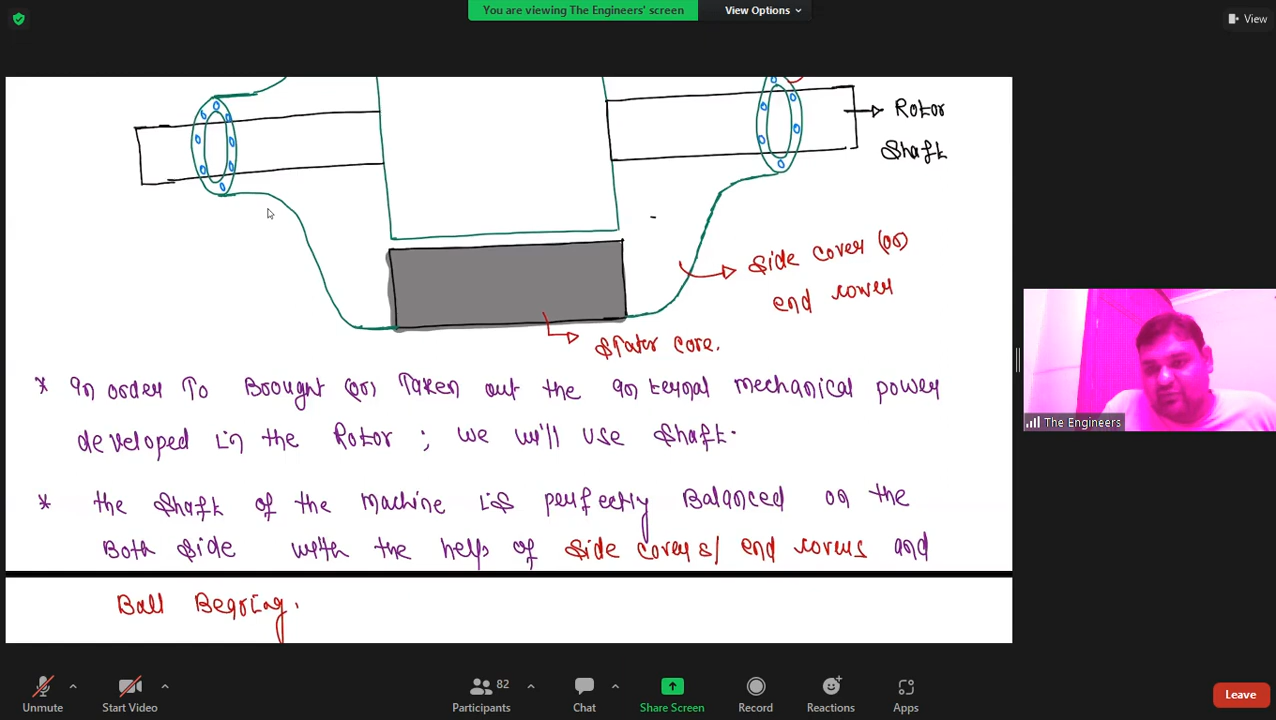 You are viewing The Engineers' screen
View Options
View
Rotor
Shaft
Side cover (or)
end cover
Stator core.
* In order To Brought (or) Taken out the Internal mechanical power
developed in the Rotor ; we will use Shaft.
* the Shaft of the machine is perfectly Balanced on the
Both Side with the help of Side covers/ end covers and
Ball Bearing.
The Engineers
Unmute
Start Video
82
Participants
Chat
Share Screen
Record
Reactions
Apps
Leave